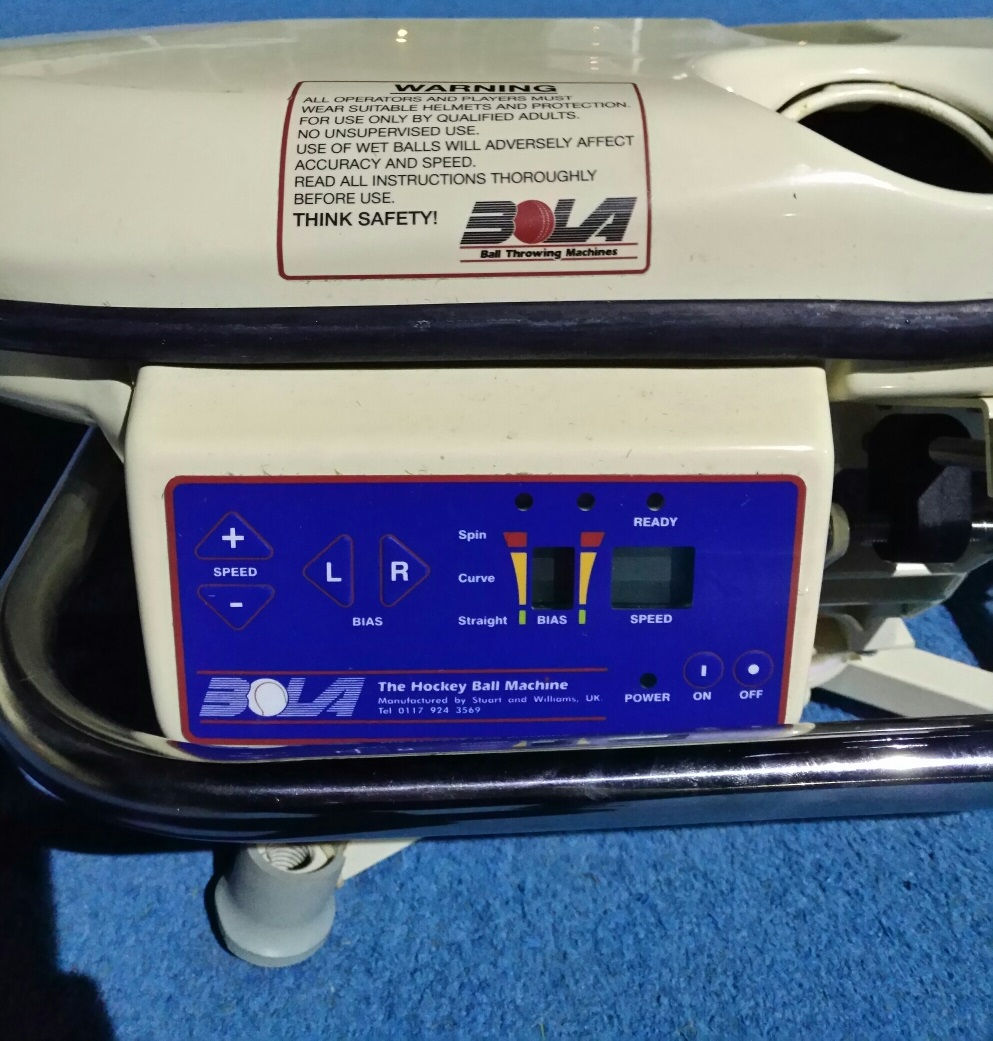 WARNING
ALL OPERATORS AND PLAYERS MUST
WEAR SUITABLE HELMETS AND PROTECTION.
FOR USE ONLY BY QUALIFIED ADULTS.
NO UNSUPERVISED USE.
USE OF WET BALLS WILL ADVERSELY AFFECT
ACCURACY AND SPEED.
READ ALL INSTRUCTIONS THOROUGHLY
BEFORE USE.
THINK SAFETY!
BOLA
Ball Throwing Machines
+
SPEED
-
L R
BIAS
Spin
Curve
Straight
BIAS
READY
SPEED
POWER
ON
OFF
BOLA
The Hockey Ball Machine
Manufactured by Stuart and Williams, UK.
Tel 0117 924 3569